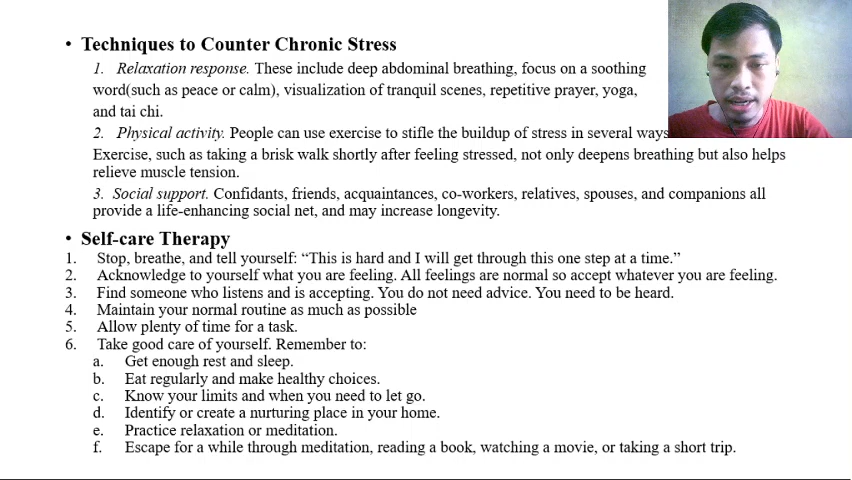 • Techniques to Counter Chronic Stress
1. Relaxation response. These include deep abdominal breathing, focus on a soothing
word(such as peace or calm), visualization of tranquil scenes, repetitive prayer, yoga,
and tai chi.
2. Physical activity. People can use exercise to stifle the buildup of stress in several ways
Exercise, such as taking a brisk walk shortly after feeling stressed, not only deepens breathing but also helps
relieve muscle tension.
3. Social support. Confidants, friends, acquaintances, co-workers, relatives, spouses, and companions all
provide a life-enhancing social net, and may increase longevity.
• Self-care Therapy
1. Stop, breathe, and tell yourself: “This is hard and I will get through this one step at a time.”
2. Acknowledge to yourself what you are feeling. All feelings are normal so accept whatever you are feeling.
3. Find someone who listens and is accepting. You do not need advice. You need to be heard.
4. Maintain your normal routine as much as possible
5. Allow plenty of time for a task.
6. Take good care of yourself. Remember to:
a. Get enough rest and sleep.
b. Eat regularly and make healthy choices.
c. Know your limits and when you need to let go.
d. Identify or create a nurturing place in your home.
e. Practice relaxation or meditation.
f. Escape for a while through meditation, reading a book, watching a movie, or taking a short trip.